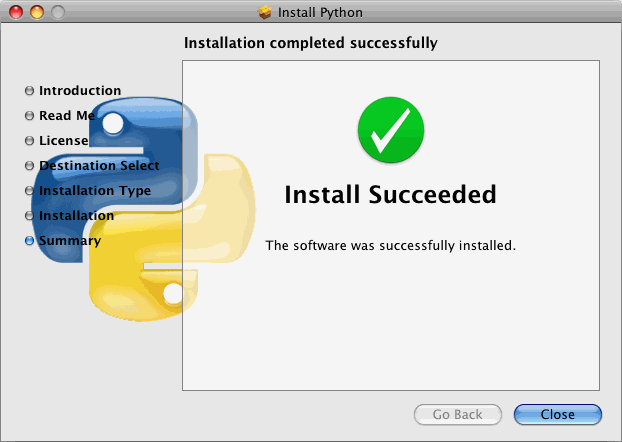 Install Python
Installation completed successfully
Introduction
Read Me
License
Destination Select
Installation Type
Installation
Summary
Install Succeeded
The software was successfully installed.
Go Back
Close